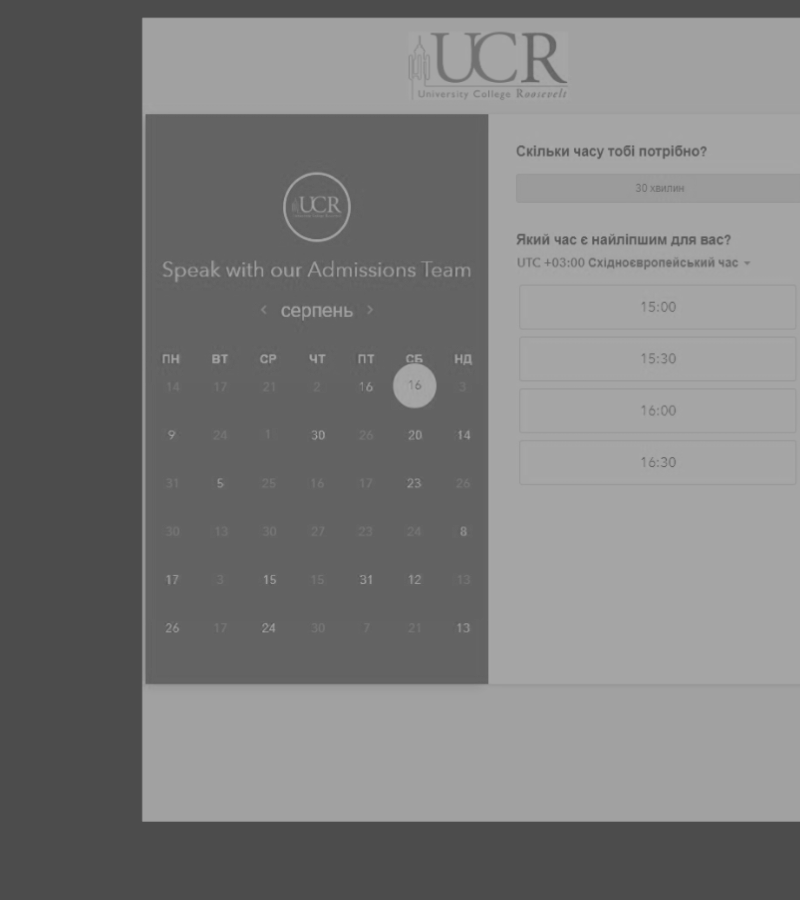 UCR
University College Roosevelt
UCR
Speak with our Admissions Team
серпень
ПН ВТ СР ЧТ ПТ СБ НД
14 17 21 2 16 16 3
9 24 1 30 26 20 14
31 5 25 16 17 23 26
30 13 30 27 23 24 8
17 3 15 15 31 12 13
26 17 24 30 7 21 13
Скільки часу тобі потрібно?
30 хвилин
Який час є найліпшим для вас?
UTC +03:00 Східноєвропейський час
15:00
15:30
16:00
16:30